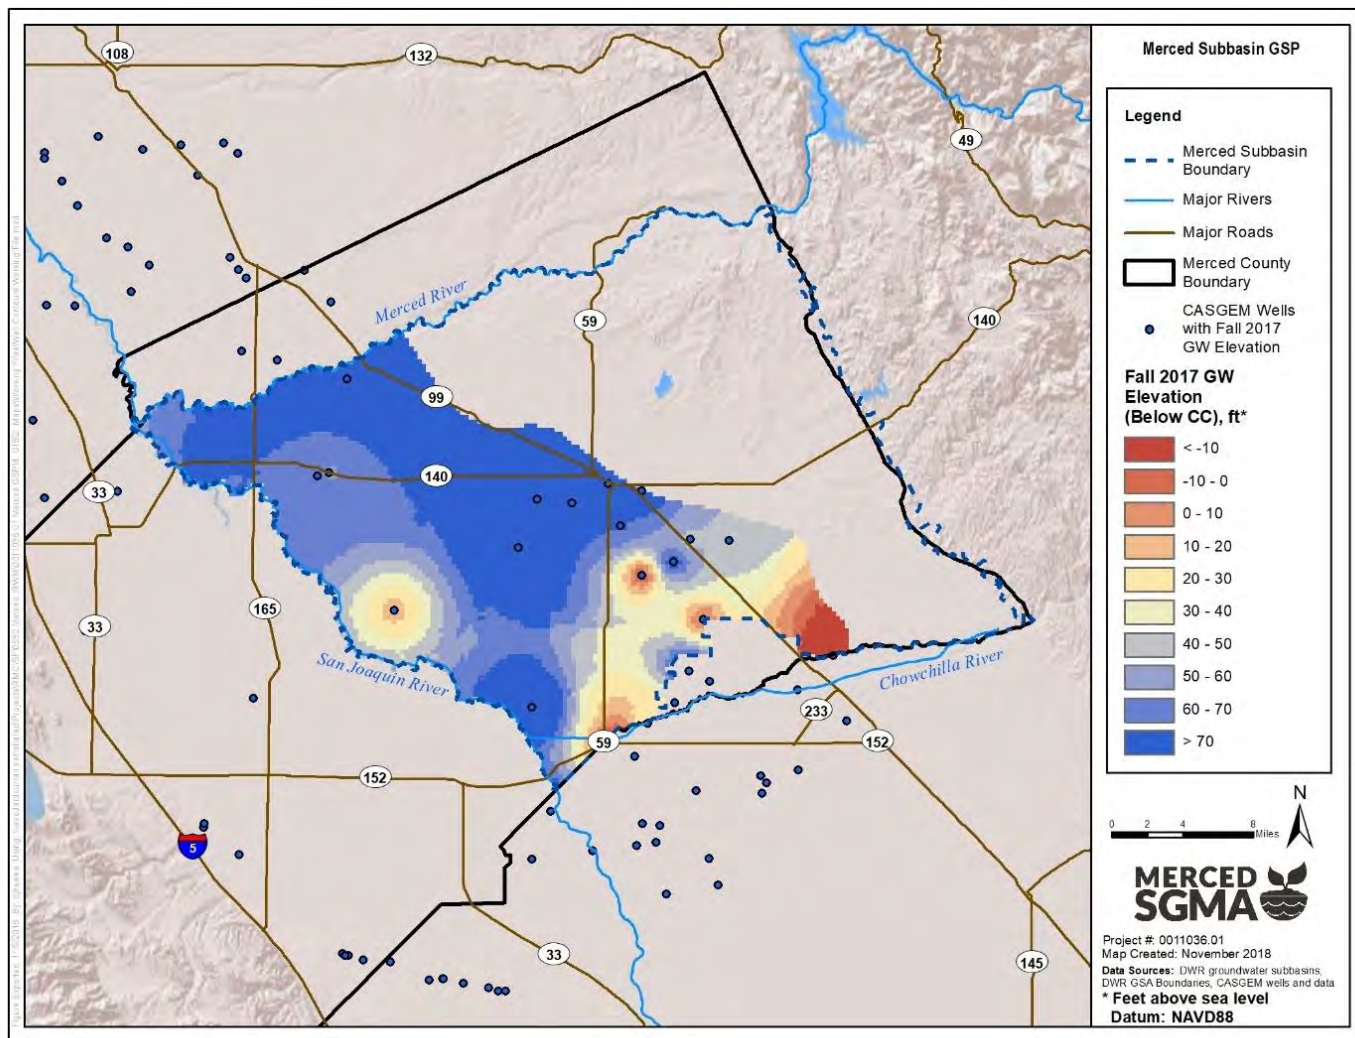 Merced Subbasin GSP
Legend
Merced Subbasin
Boundary
Major Rivers
Major Roads
Merced County
Boundary
CASGEM Wells
with Fall 2017
GW Elevation
Fall 2017 GW
Elevation
(Below CC), ft*
< -10
-10 - 0
0 - 10
10 - 20
20 - 30
30 - 40
40 - 50
50 - 60
60 - 70
> 70
N
0 2 4 8
Miles
MERCED
SGMA
Project #: 0011036.01
Map Created: November 2018
Data Sources: DWR groundwater subbasins,
DWR GSA Boundaries, CASGEM wells and data
* Feet above sea level
Datum: NAVD88
108
132
49
Merced River
59
140
99
140
33
165
33
San Joaquin River
Chowchilla River
233
59
152
152
5
33
145